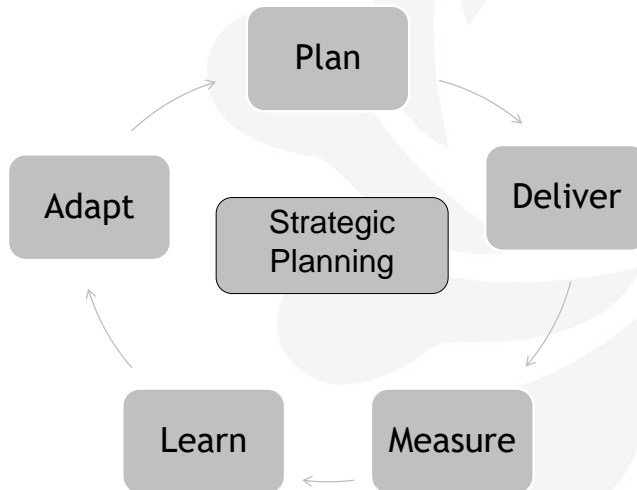 Plan
Deliver
Adapt
Strategic
Planning
Learn
Measure